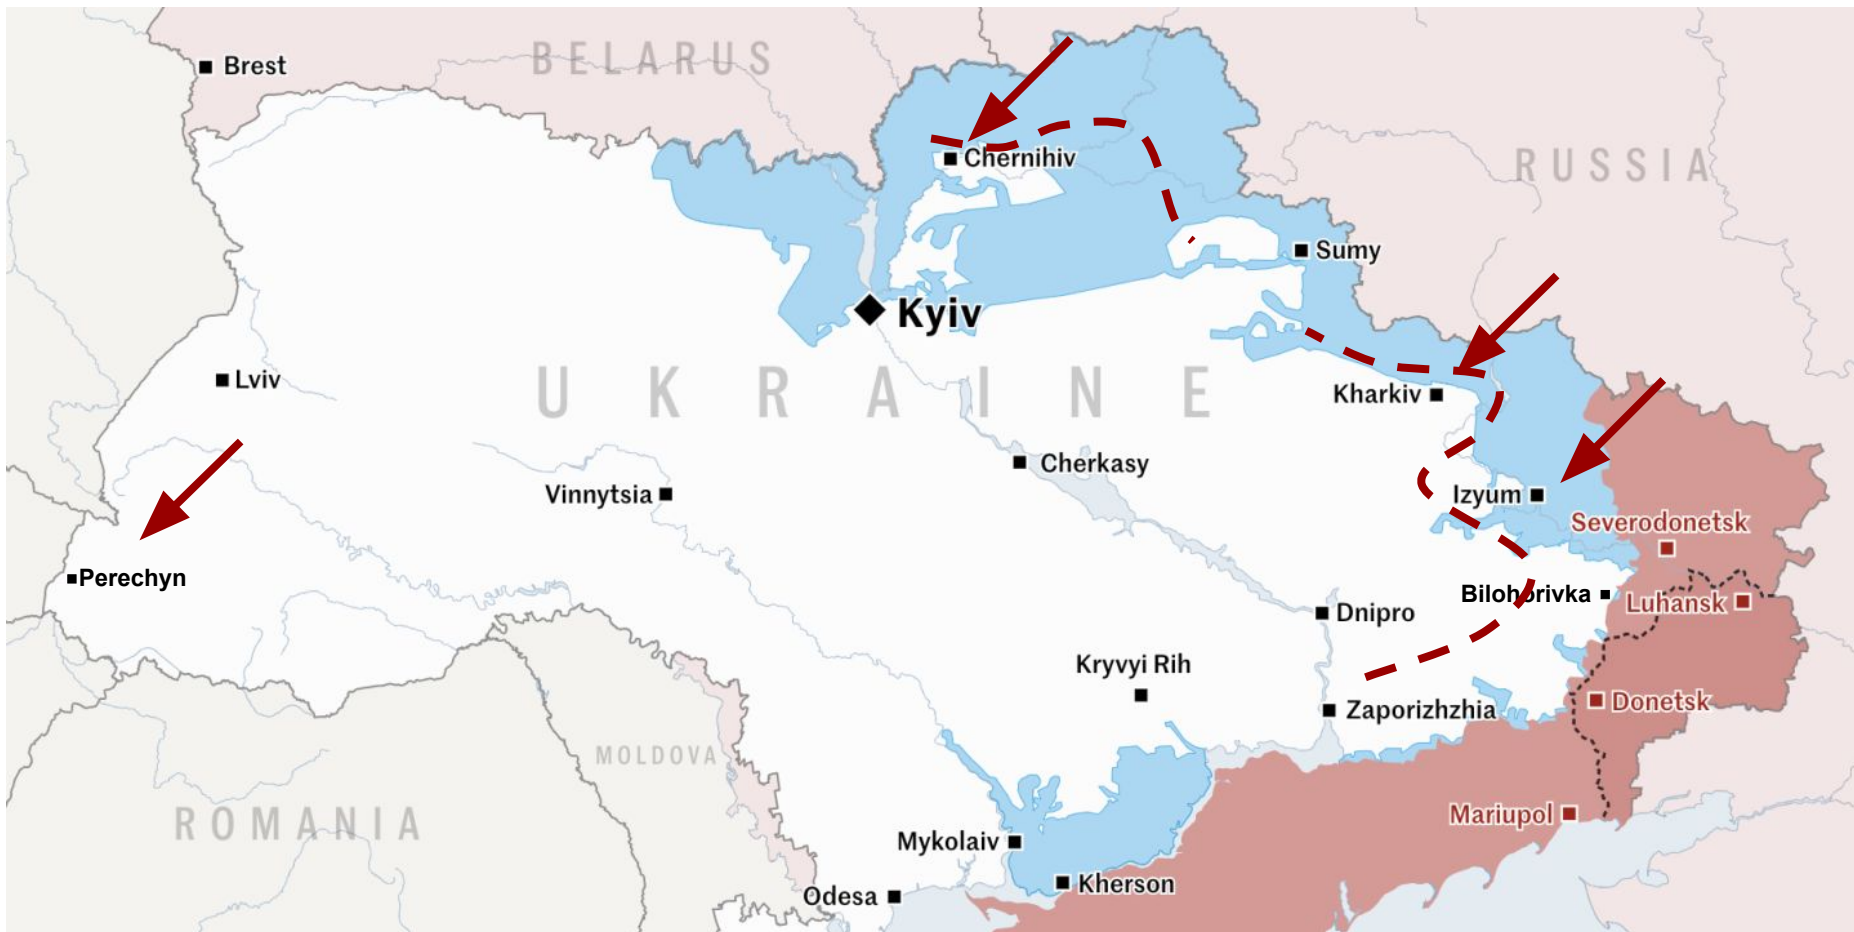 BELARUS
Brest
Chernihiv
RUSSIA
Sumy
Kyiv
Lviv
UKRAINE
Kharkiv
Cherkasy
Vinnytsia
Izyum
Severodonetsk
Perechyn
Bilohorivka
Luhansk
Dnipro
Kryvyi Rih
Donetsk
Zaporizhzhia
MOLDOVA
ROMANIA
Mariupol
Mykolaiv
Kherson
Odesa